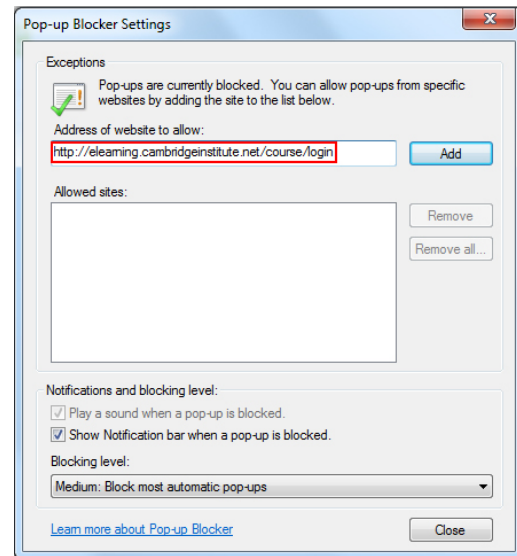 Pop-up Blocker Settings
Exceptions
Pop-ups are currently blocked. You can allow pop-ups from specific
websites by adding the site to the list below.
Address of website to allow:
http://elearning.cambridgeinstitute.net/course/login
Add
Allowed sites:
Remove
Remove all...
Notifications and blocking level:
Play a sound when a pop-up is blocked.
Show Notification bar when a pop-up is blocked.
Blocking level:
Medium: Block most automatic pop-ups
Learn more about Pop-up Blocker
Close